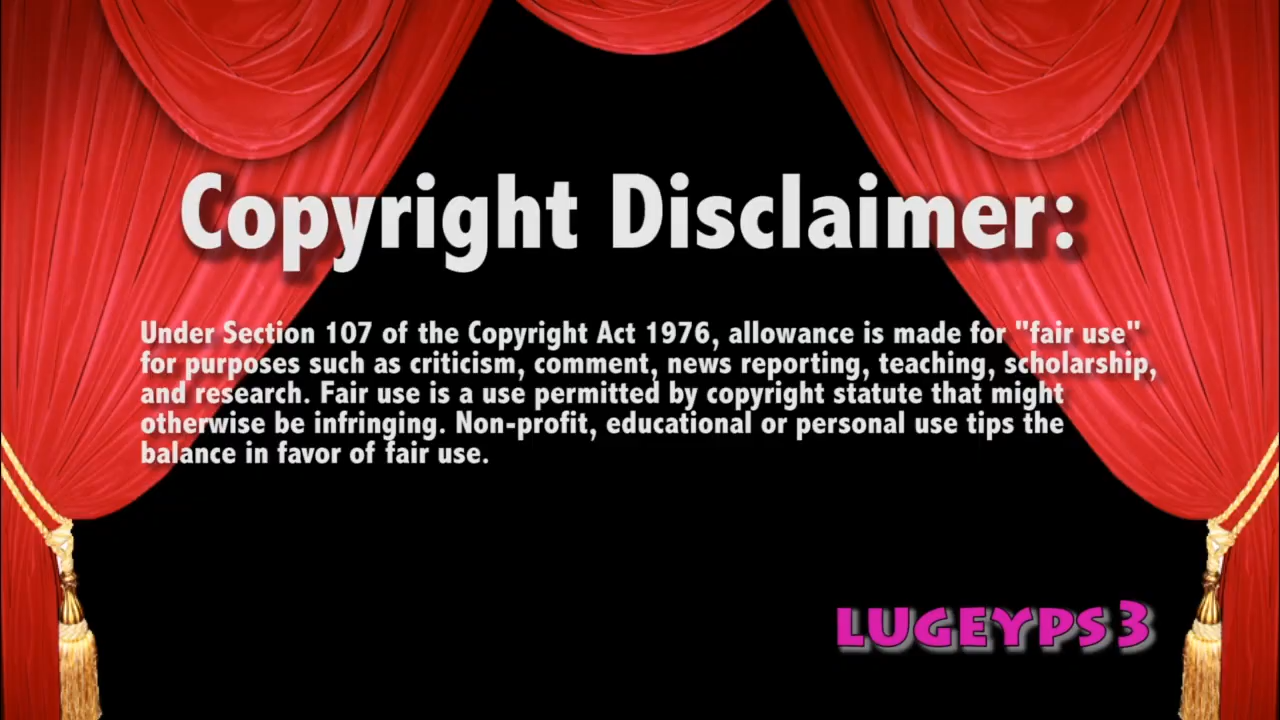 Copyright Disclaimer:
Under Section 107 of the Copyright Act 1976, allowance is made for "fair use"
for purposes such as criticism, comment, news reporting, teaching, scholarship,
and research. Fair use is a use permitted by copyright statute that might
otherwise be infringing. Non-profit, educational or personal use tips the
balance in favor of fair use.
LUGEYPS3